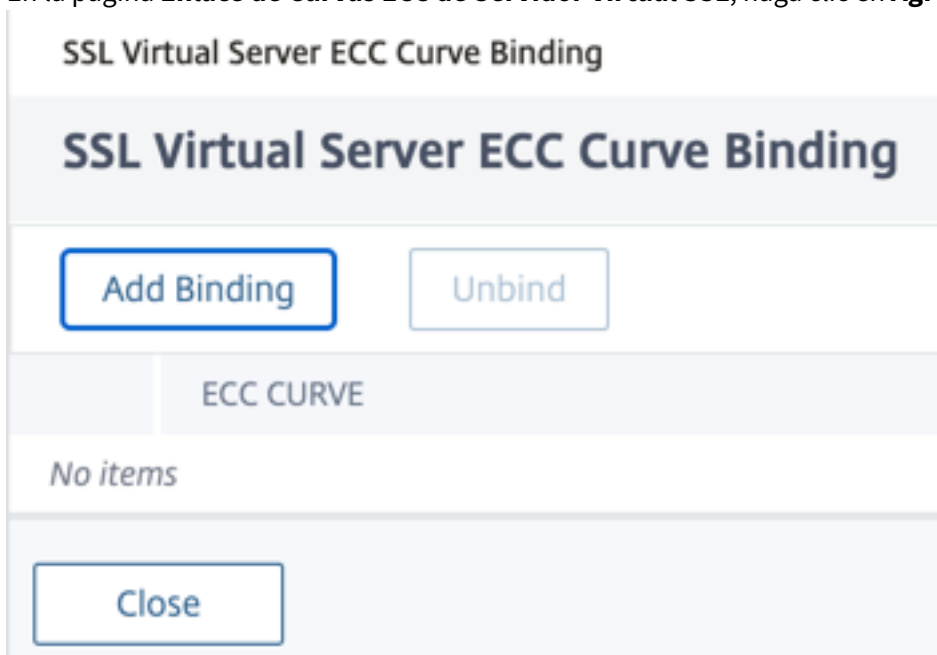 SSL Virtual Server ECC Curve Binding
SSL Virtual Server ECC Curve Binding
Add Binding
Unbind
ECC CURVE
No items
Close